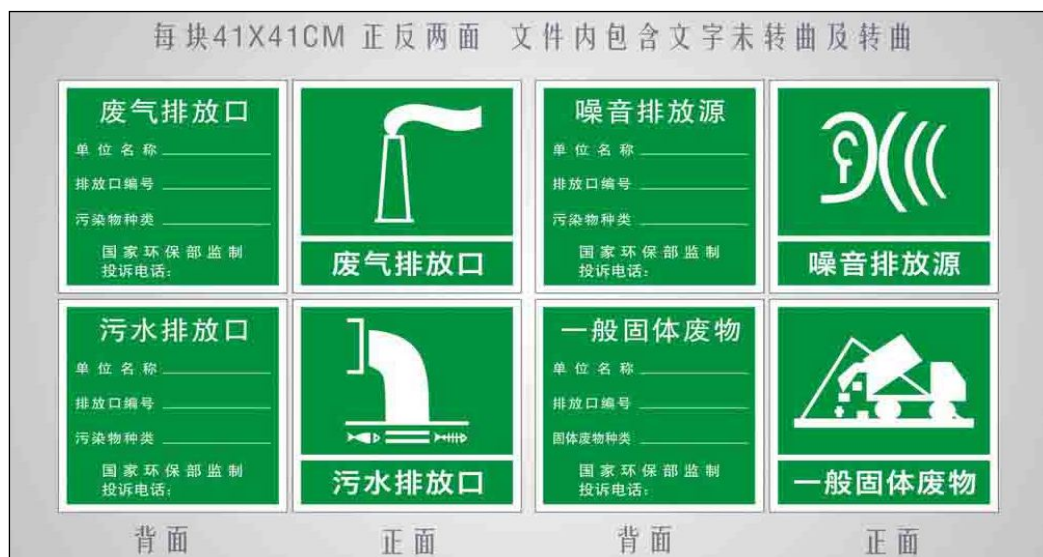 每块41X41CM 正反两面 文件内包含文字未转曲及转曲
废气排放口
单位名称
排放口编号
污染物种类
国家环保部监制
投诉电话:
废气排放口
噪音排放源
单位名称
排放口编号
污染物种类
国家环保部监制
投诉电话:
噪音排放源
污水排放口
单位名称
排放口编号
污染物种类
国家环保部监制
投诉电话:
污水排放口
一般固体废物
单位名称
排放口编号
固体废物种类
国家环保部监制
投诉电话:
一般固体废物
背面
正面
背面
正面